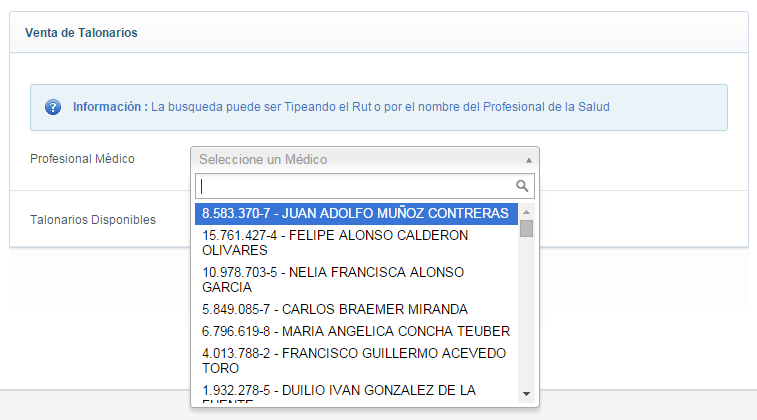 Venta de Talonarios
Información : La busqueda puede ser Tipeando el Rut o por el nombre del Profesional de la Salud
Profesional Médico
Seleccione un Médico
8.583.370-7 - JUAN ADOLFO MUÑOZ CONTRERAS
Talonarios Disponibles
15.761.427-4 - FELIPE ALONSO CALDERON
OLIVARES
10.978.703-5 - NELIA FRANCISCA ALONSO
GARCIA
5.849.085-7 - CARLOS BRAEMER MIRANDA
6.796.619-8 - MARIA ANGELICA CONCHA TEUBER
4.013.788-2 - FRANCISCO GUILLERMO ACEVEDO
TORO
1.932.278-5 - DUILIO IVAN GONZALEZ DE LA
FUENTE